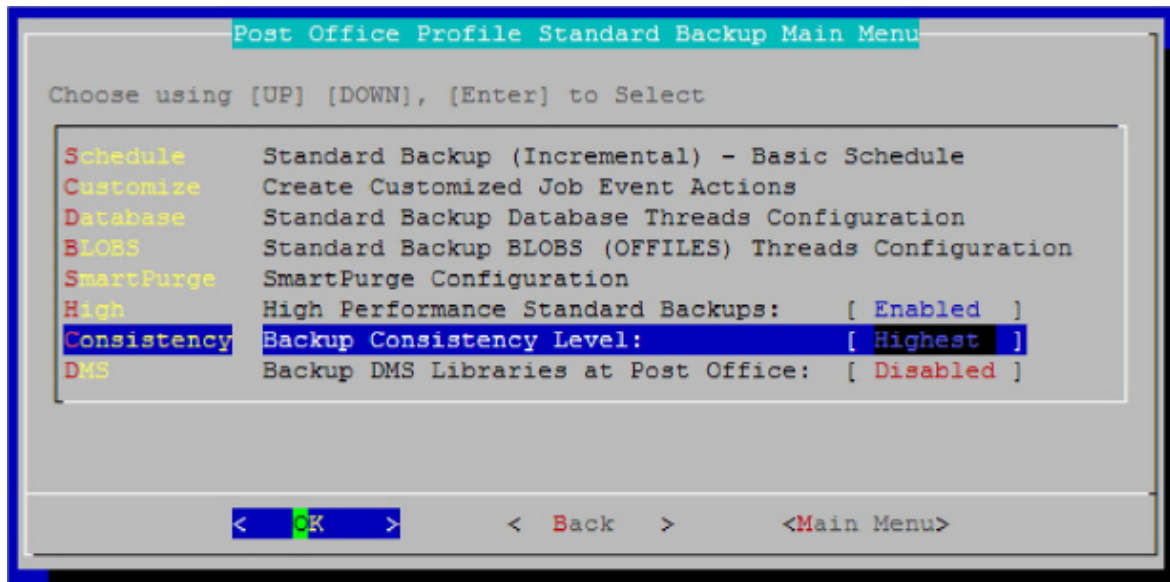 Post Office Profile Standard Backup Main Menu
Choose using [UP] [DOWN], [Enter] to Select
Schedule Standard Backup (Incremental) - Basic Schedule
Customize Create Customized Job Event Actions
Database Standard Backup Database Threads Configuration
BLOBS Standard Backup BLOBS (OFFILES) Threads Configuration
SmartPurge SmartPurge Configuration
High High Performance Standard Backups: [ Enabled ]
Consistency Backup Consistency Level: [ Highest ]
DMS Backup DMS Libraries at Post Office: [ Disabled ]
< OK > < Back > <Main Menu>